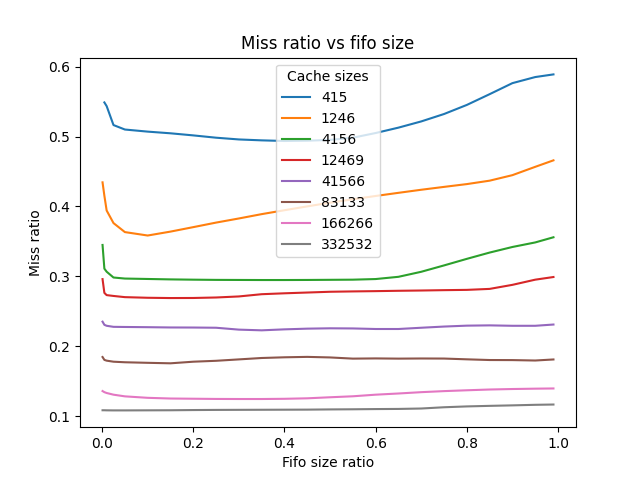 Miss ratio vs fifo size
Cache sizes
415
1246
4156
12469
41566
83133
166266
332532
Miss ratio
0.6
0.5
0.4
0.3
0.2
0.1
0.0 0.2 0.4 0.6 0.8 1.0
Fifo size ratio